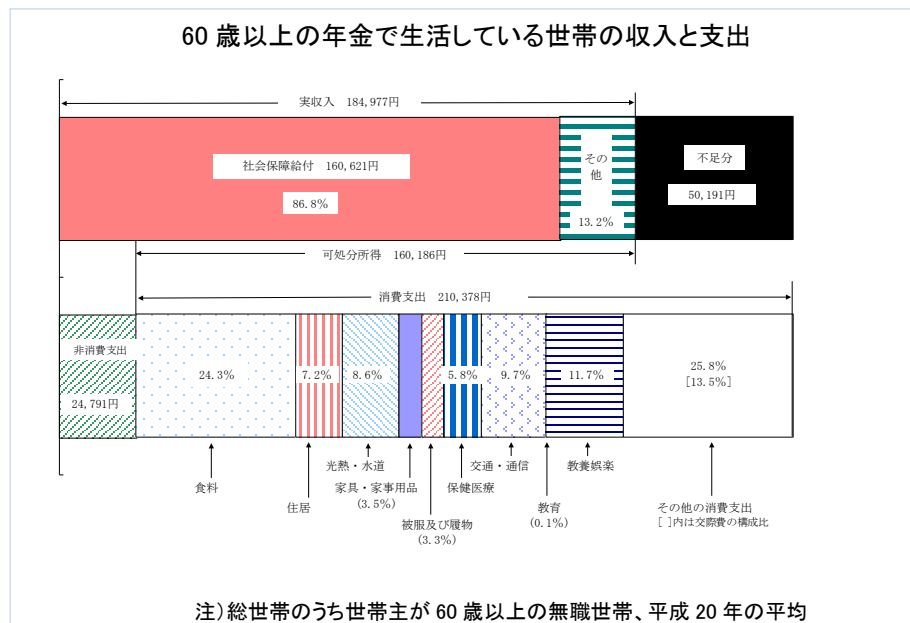 60 歳以上の年金で生活している世帯の収入と支出
実収入　184,977円
社会保障給付　160,621円
86.8%
その他
13.2%
不足分
50,191円
可処分所得　160,186円
消費支出　210,378円
非消費支出
24,791円
24.3%
7.2%
8.6%
5.8%
9.7%
11.7%
25.8%
[13.5%]
食料
住居
光熱・水道
家具・家事用品
(3.5%)
被服及び履物
(3.3%)
保健医療
交通・通信
教育
(0.1%)
教養娯楽
その他の消費支出
[ ]内は交際費の構成比
注)総世帯のうち世帯主が 60 歳以上の無職世帯、平成 20 年の平均